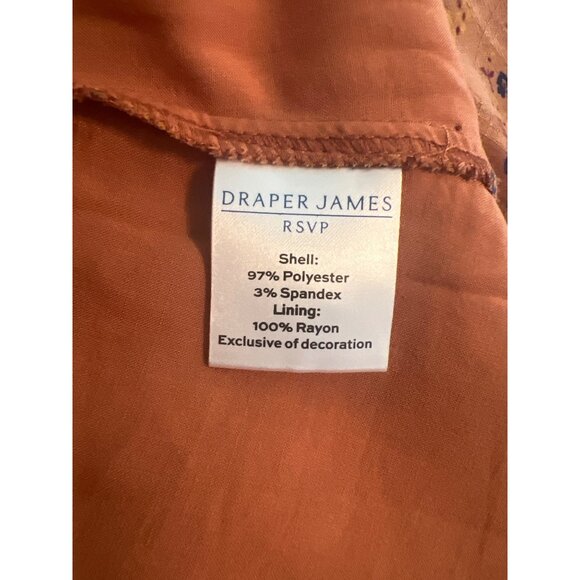 DRAPER JAMES
RSVP
Shell:
97% Polyester
3% Spandex
Lining:
100% Rayon
Exclusive of decoration